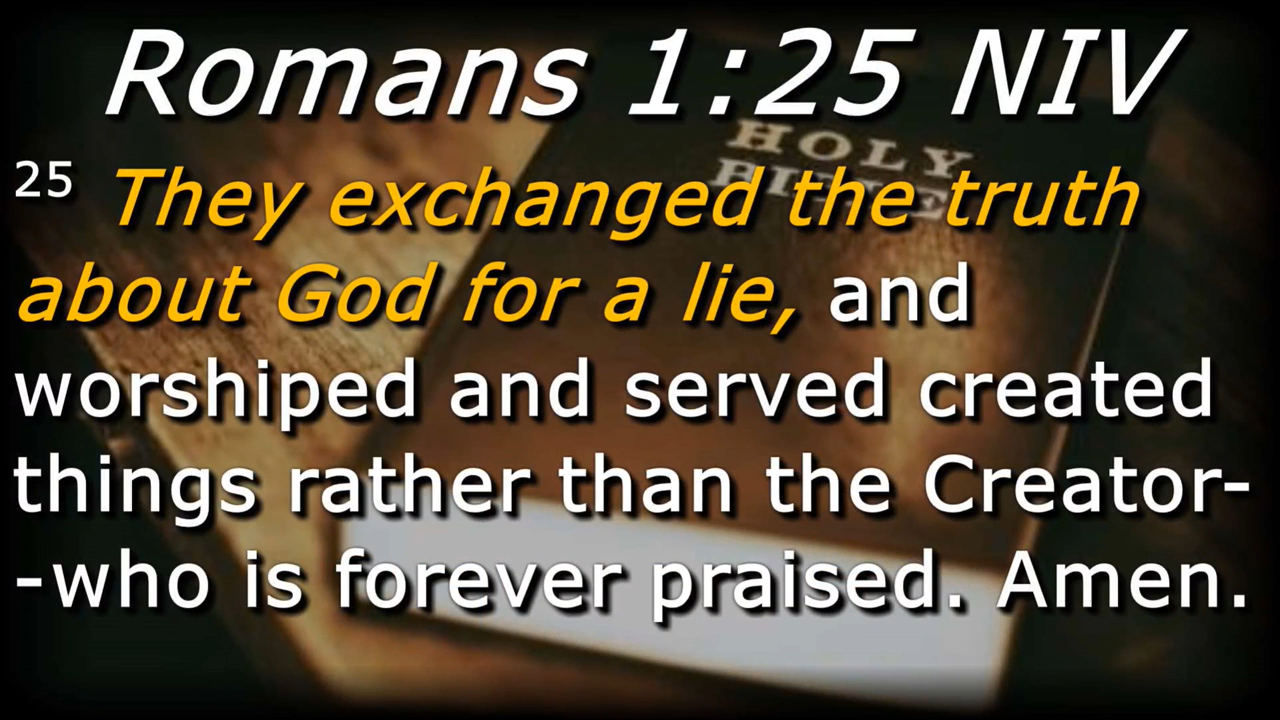 Romans 1:25 NIV
HOLY
BIBLE
25 They exchanged the truth
about God for a lie, and
worshiped and served created
things rather than the Creator-
-who is forever praised. Amen.